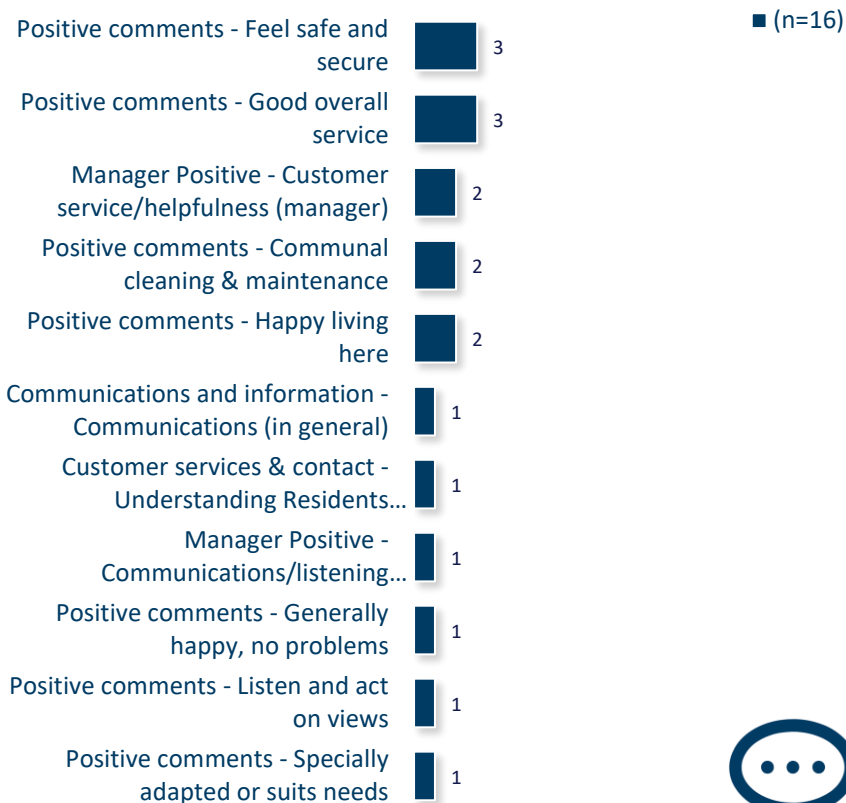 (n=16)
Positive comments - Feel safe and
secure
3
Positive comments - Good overall
service
3
Manager Positive - Customer
service/helpfulness (manager)
2
Positive comments - Communal
cleaning & maintenance
2
Positive comments - Happy living
here
2
Communications and information -
Communications (in general)
1
Customer services & contact -
Understanding Residents...
1
Manager Positive -
Communications/listening...
1
Positive comments - Generally
happy, no problems
1
Positive comments - Listen and act
on views
1
Positive comments - Specially
adapted or suits needs
1